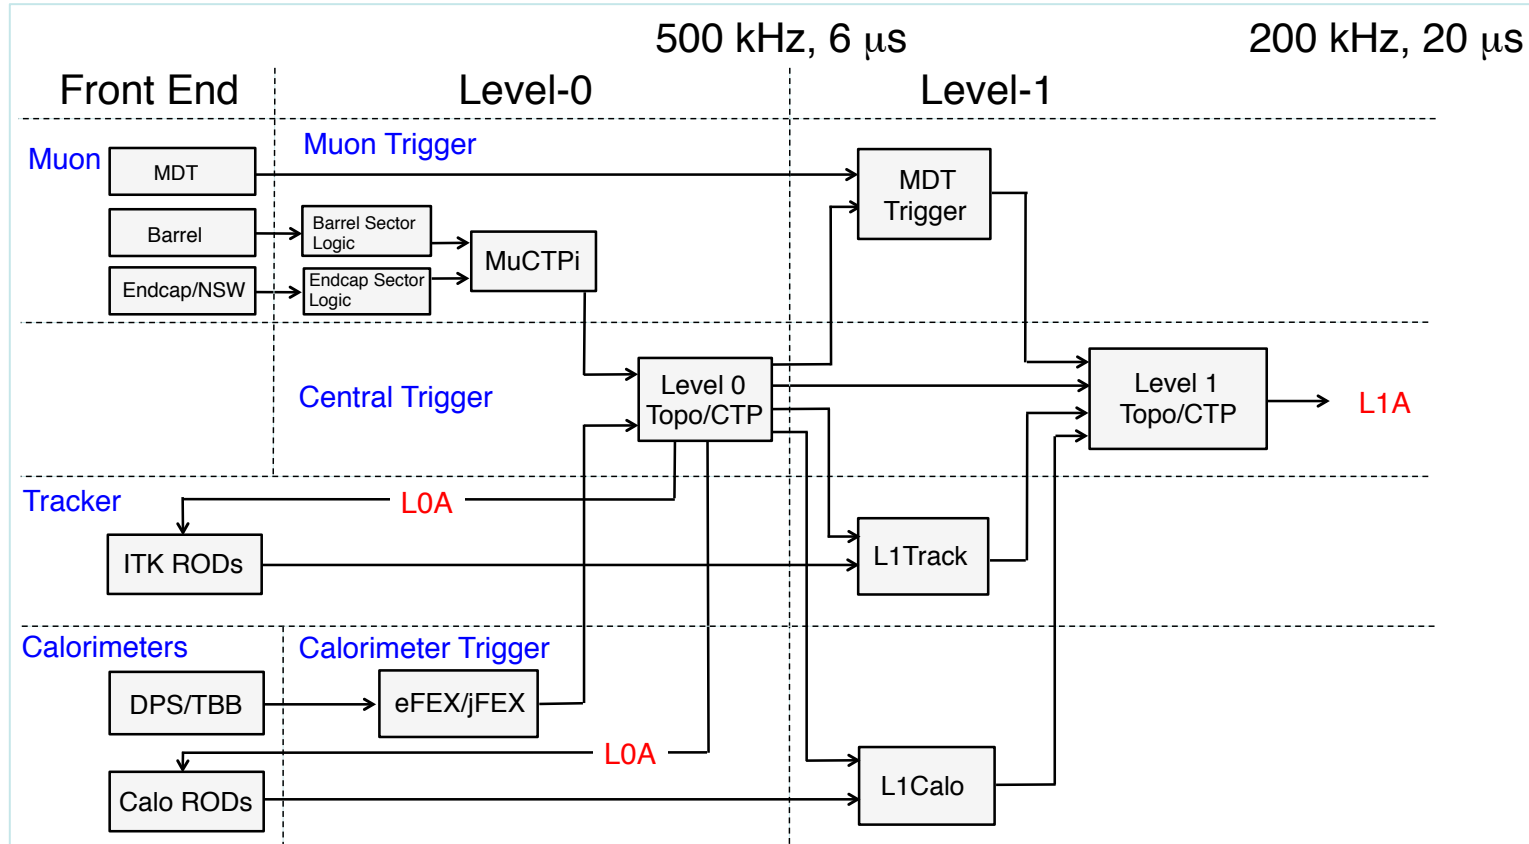 500 kHz, 6 μs
200 kHz, 20 μs
Front End
Level-0
Level-1
Muon
Muon Trigger
MDT
MDT
Trigger
Barrel
Barrel Sector
Logic
MuCTPi
Endcap/NSW
Endcap Sector
Logic
Central Trigger
Level 0
Topo/CTP
Level 1
Topo/CTP
L1A
Tracker
L0A
ITK RODs
L1Track
Calorimeters
Calorimeter Trigger
DPS/TBB
eFEX/jFEX
L0A
Calo RODs
L1Calo